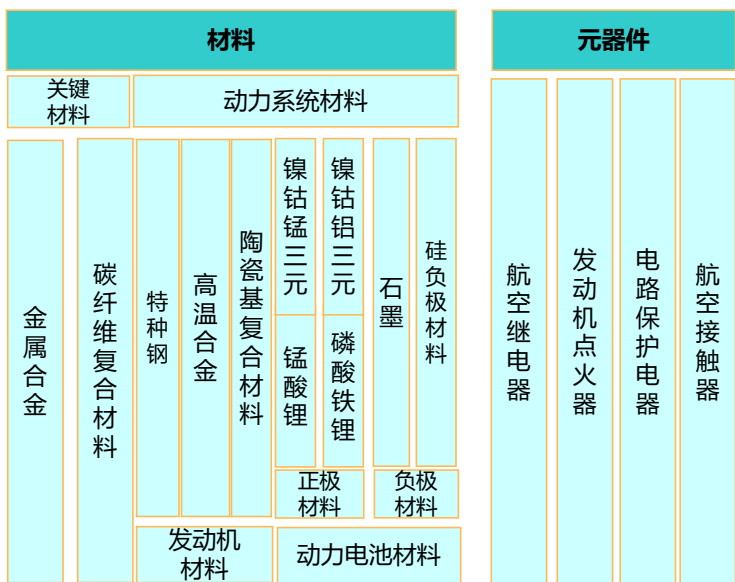 材料
元器件
关键
材料
动力系统材料
金属合金
碳纤维复合材料
特种钢
高温合金
陶瓷基复合材料
镍钴锰三元
锰酸锂
镍钴铝三元
磷酸铁锂
石墨
硅负极材料
正极
材料
负极
材料
发动机
材料
动力电池材料
航空继电器
发动机点火器
电路保护电器
航空接触器